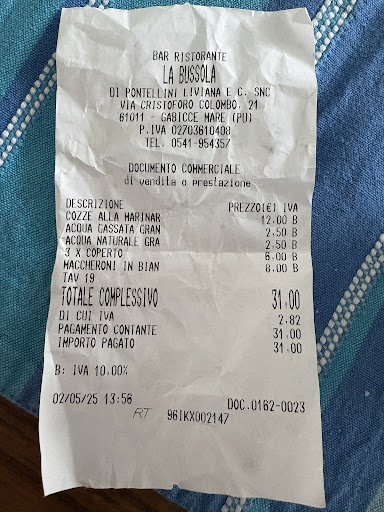 BAR RISTORANTE
LA BUSSOLA
DI PONTELLINI LIVIANA E C. SNC
VIA CRISTOFORO COLOMBO, 21
61011 - GABICCE MARE (PU)
P.IVA 02703610408
TEL. 0541-954357
DOCUMENTO COMMERCIALE
di vendita o prestazione
DESCRIZIONE PREZZO(€) IVA
COZZE ALLA MARINAR 12,00 B
ACQUA GASSATA GRAN 2,50 B
ACQUA NATURALE GRA 2,50 B
3 X COPERTO 6,00 B
MACCHERONI IN BIAN 8,00 B
TAV 19
TOTALE COMPLESSIVO 31,00
DI CUI IVA 2,82
PAGAMENTO CONTANTE 31,00
IMPORTO PAGATO 31,00
B: IVA 10,00%
02/05/25 13:56 DOC.0162-0023
RT 96IKX002147